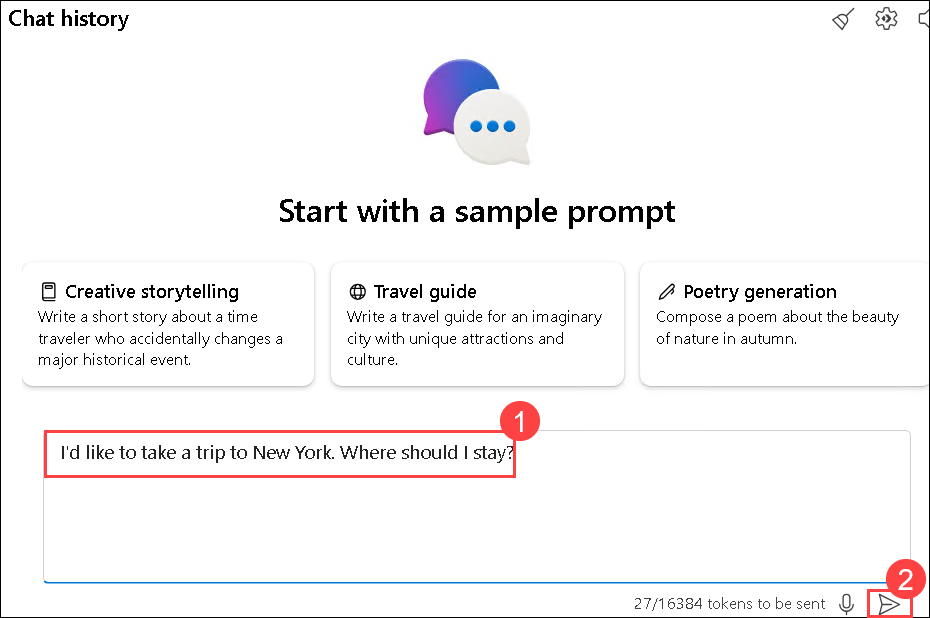 Chat history
Start with a sample prompt
Creative storytelling
Write a short story about a time
traveler who accidentally changes a
major historical event.
Travel guide
Write a travel guide for an imaginary
city with unique attractions and
culture.
Poetry generation
Compose a poem about the beauty
of nature in autumn.
1
I'd like to take a trip to New York. Where should I stay?
2
27/16384 tokens to be sent